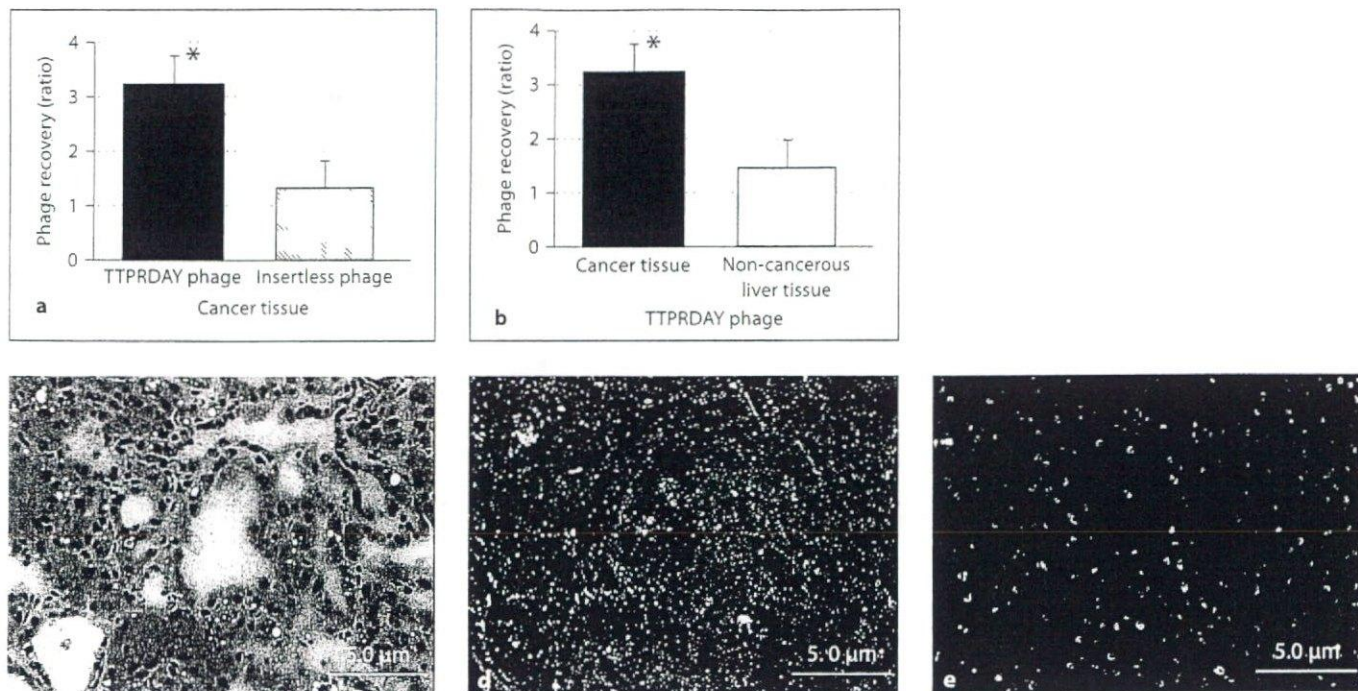 4
3
2
1
0
Phage recovery (ratio)
*
TTPRDAY phage Insertless phage
a
Cancer tissue
4
3
2
1
0
Phage recovery (ratio)
*
Cancer tissue Non-cancerous
liver tissue
b
TTPRDAY phage
5.0 μm
d
5.0 μm
e
5.0 μm